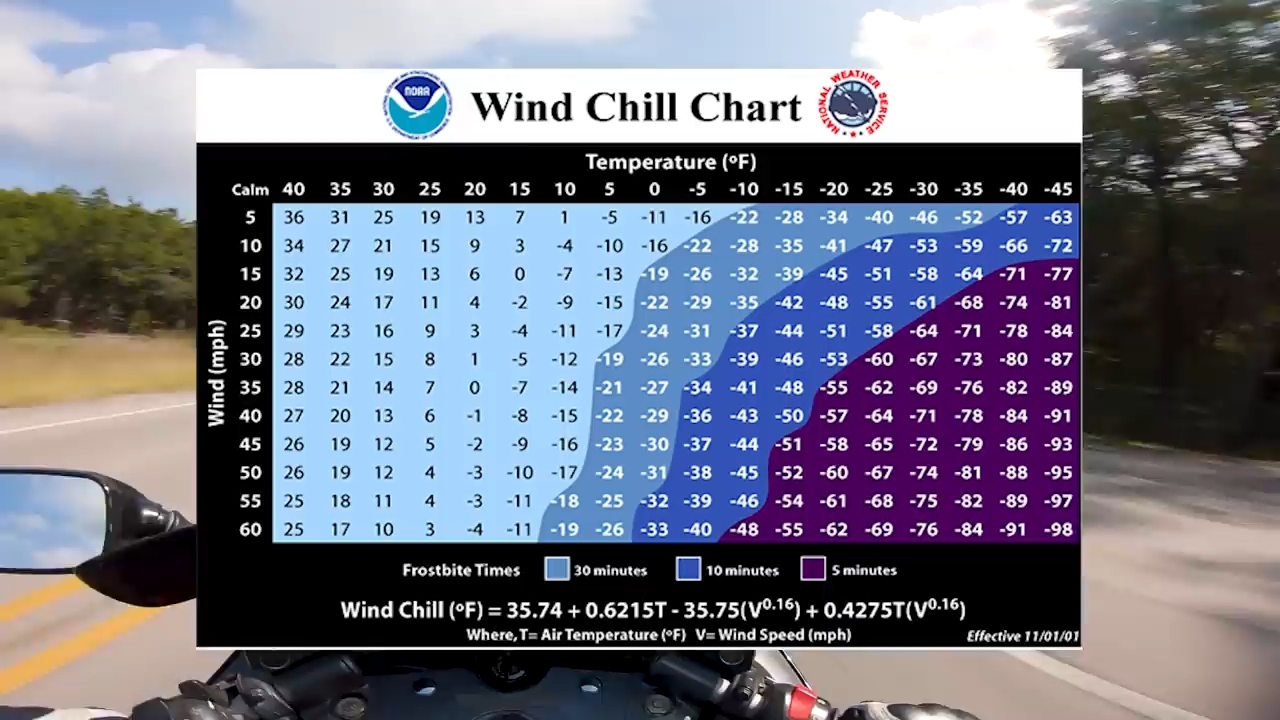 NOAA
Wind Chill Chart
NATIONAL WEATHER SERVICE
Temperature (ºF)
Calm 40 35 30 25 20 15 10 5 0 -5 -10 -15 -20 -25 -30 -35 -40 -45
Wind (mph)
5 36 31 25 19 13 7 1 -5 -11 -16 -22 -28 -34 -40 -46 -52 -57 -63
10 34 27 21 15 9 3 -4 -10 -16 -22 -28 -35 -41 -47 -53 -59 -66 -72
15 32 25 19 13 6 0 -7 -13 -19 -26 -32 -39 -45 -51 -58 -64 -71 -77
20 30 24 17 11 4 -2 -9 -15 -22 -29 -35 -42 -48 -55 -61 -68 -74 -81
25 29 23 16 9 3 -4 -11 -17 -24 -31 -37 -44 -51 -58 -64 -71 -78 -84
30 28 22 15 8 1 -5 -12 -19 -26 -33 -39 -46 -53 -60 -67 -73 -80 -87
35 28 21 14 7 0 -7 -14 -21 -27 -34 -41 -48 -55 -62 -69 -76 -82 -89
40 27 20 13 6 -1 -8 -15 -22 -29 -36 -43 -50 -57 -64 -71 -78 -84 -91
45 26 19 12 5 -2 -9 -16 -23 -30 -37 -44 -51 -58 -65 -72 -79 -86 -93
50 26 19 12 4 -3 -10 -17 -24 -31 -38 -45 -52 -60 -67 -74 -81 -88 -95
55 25 18 11 4 -3 -11 -18 -25 -32 -39 -46 -54 -61 -68 -75 -82 -89 -97
60 25 17 10 3 -4 -11 -19 -26 -33 -40 -48 -55 -62 -69 -76 -84 -91 -98
Frostbite Times 30 minutes 10 minutes 5 minutes
Wind Chill (ºF) = 35.74 + 0.6215T - 35.75(V^0.16) + 0.4275T(V^0.16)
Where, T= Air Temperature (ºF) V= Wind Speed (mph)
Effective 11/01/01